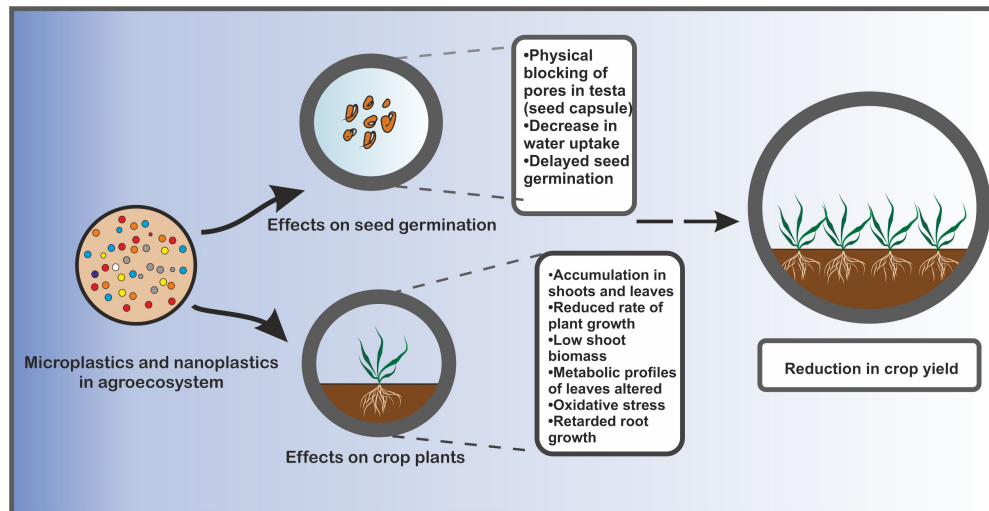 •Physical
blocking of
pores in testa
(seed capsule)
•Decrease in
water uptake
•Delayed seed
germination
Effects on seed germination
Microplastics and nanoplastics
in agroecosystem
•Accumulation in
shoots and leaves
•Reduced rate of
plant growth
•Low shoot
biomass
•Metabolic profiles
of leaves altered
•Oxidative stress
•Retarded root
growth
Effects on crop plants
Reduction in crop yield